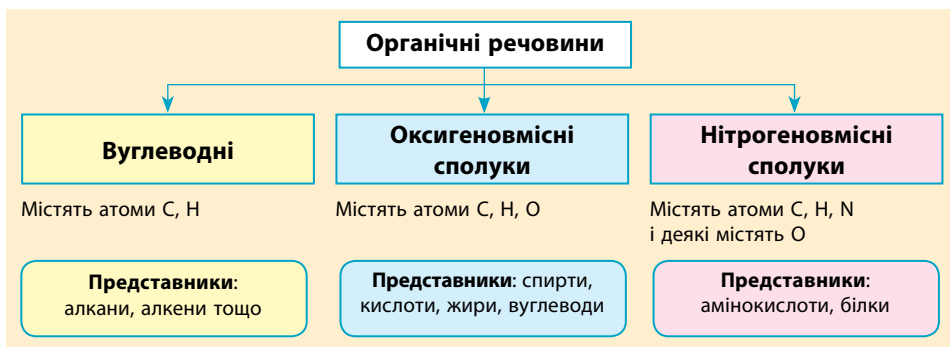 Органічні речовини
Вуглеводні
Оксигеновмісні
сполуки
Нітрогеновмісні
сполуки
Містять атоми С, Н
Містять атоми С, Н, О
Містять атоми С, Н, N
і деякі містять О
Представники:
алкани, алкени тощо
Представники: спирти,
кислоти, жири, вуглеводи
Представники:
амінокислоти, білки